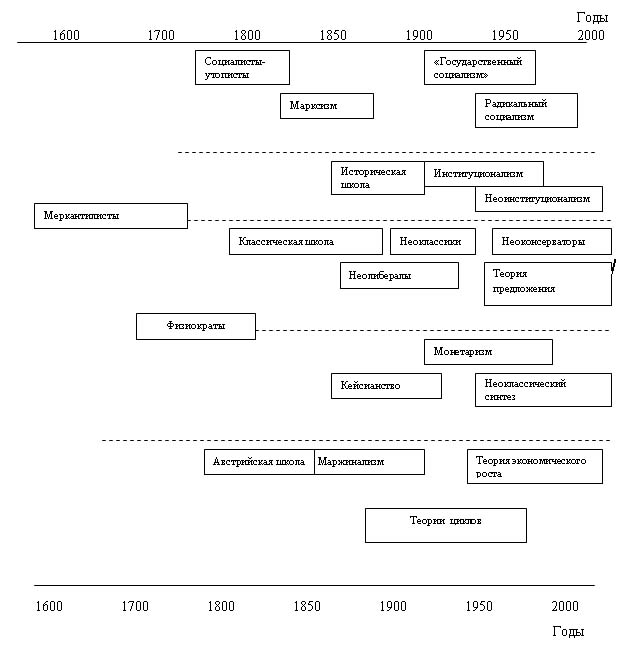 Годы
1600 1700 1800 1850 1900 1950 2000
Социалисты-
утописты
«Государственный
социализм»
Марксизм
Радикальный
социализм
Историческая
школа
Институционализм
Неоинституционализм
Меркантилисты
Классическая школа
Неоклассики
Неоконсерваторы
Неолибералы
Теория
предложения
Физиократы
Монетаризм
Кейсианство
Неоклассический
синтез
Австрийская школа
Маржинализм
Теория экономического
роста
Теории циклов
1600 1700 1800 1850 1900 1950 2000
Годы